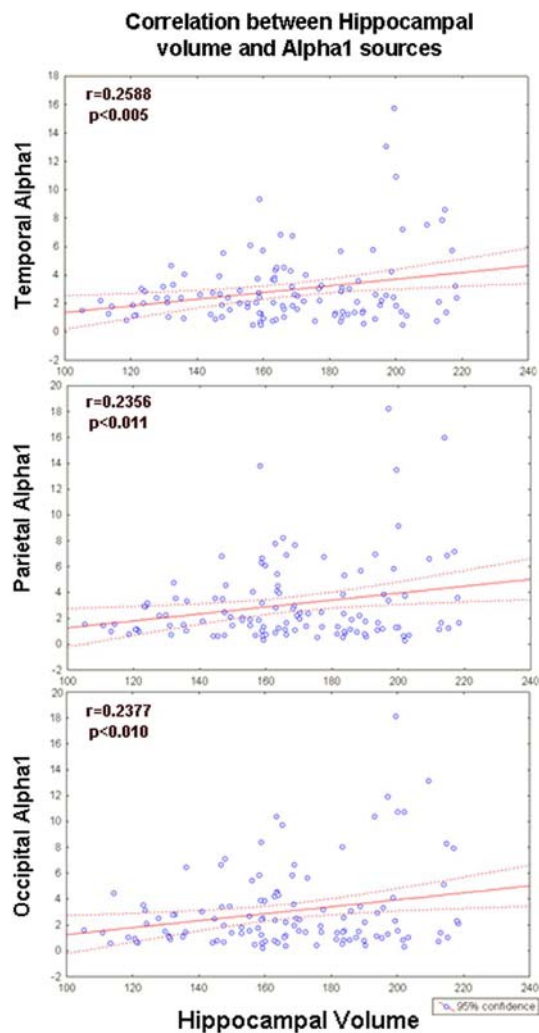 Correlation between Hippocampal
volume and Alpha1 sources
r=0.2588
p<0.005
Temporal Alpha1
18
16
14
12
10
8
6
4
2
0
-2
100 120 140 160 180 200 220 240
r=0.2356
p<0.011
Parietal Alpha1
20
18
16
14
12
10
8
6
4
2
0
-2
100 120 140 160 180 200 220 240
r=0.2377
p<0.010
Occipital Alpha1
20
18
16
14
12
10
8
6
4
2
0
-2
100 120 140 160 180 200 220 240
Hippocampal Volume
95% confidence